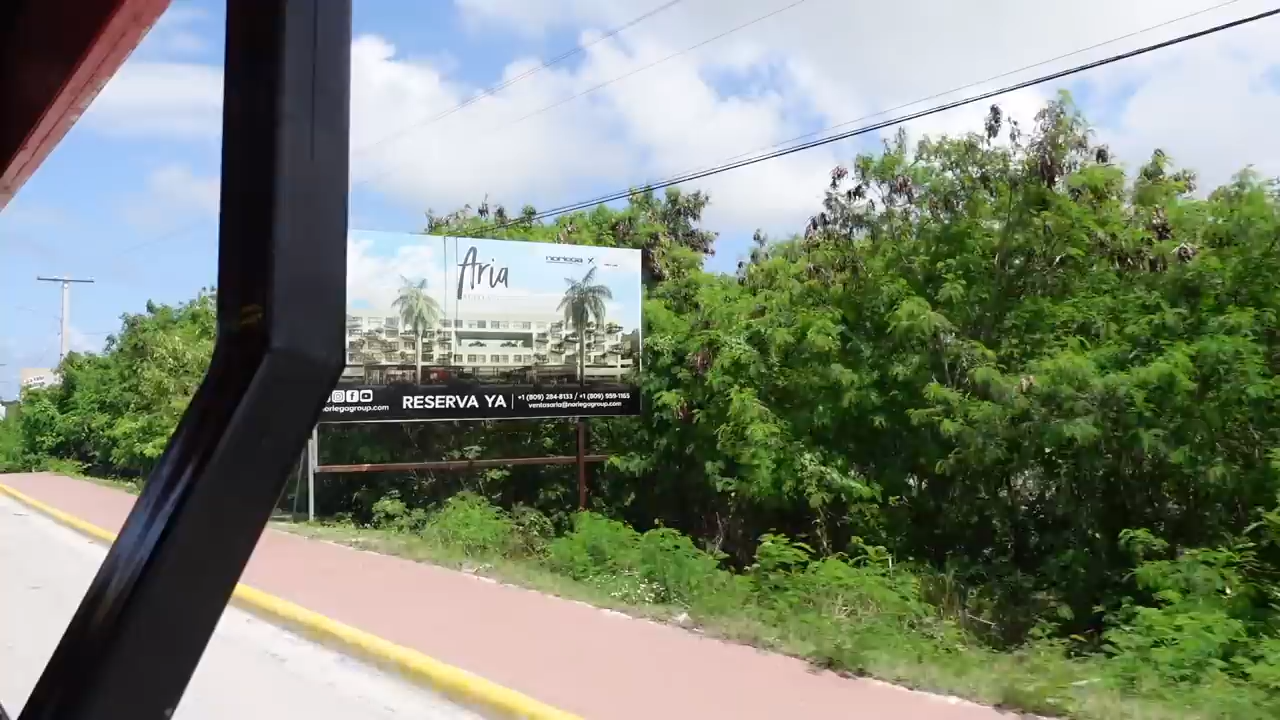 Aria
noriega X
RESERVA YA
+1 (809) 284-8133 / +1 (809) 959-1165
ventasaria@noriegagroup.com
noriegagroup.com